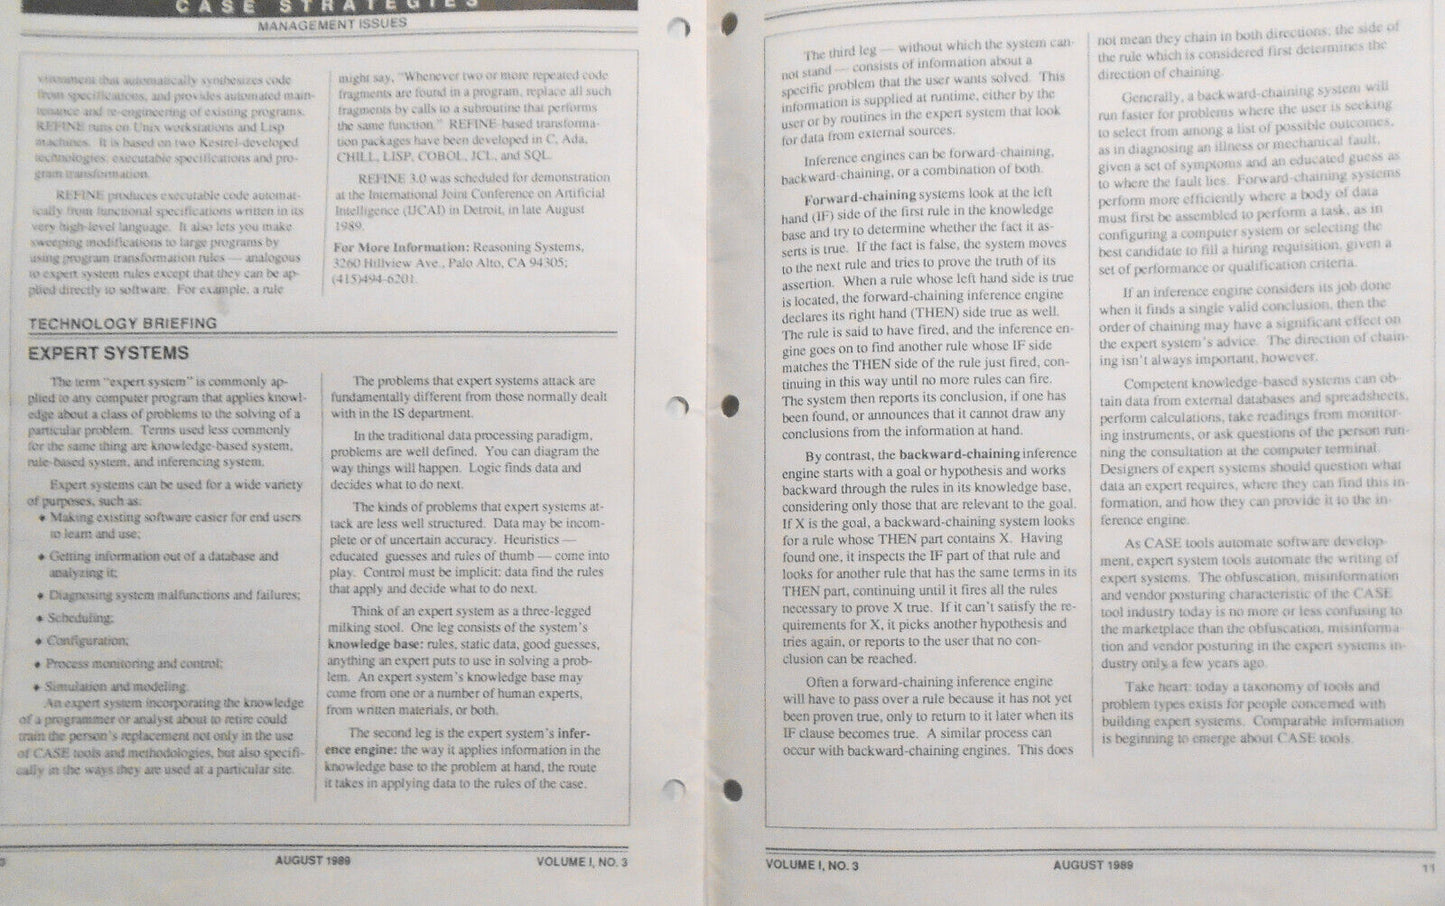 CASE STRATEGIES
MANAGEMENT ISSUES
vironment that automatically synthesizes code
from specifications, and provides automated main-
tenance and re-engineering of existing programs.
REFINE runs on Unix workstations and Lisp
machines. It is based on two Kestrel-developed
technologies: executable specifications and pro-
gram transformation.
REFINE produces executable code automat-
ically from functional specifications written in its
very high-level language. It also lets you make
sweeping modifications to large programs by
using program transformation rules — analogous
to expert system rules except that they can be ap-
plied directly to software. For example, a rule
might say, "Whenever two or more repeated code
fragments are found in a program, replace all such
fragments by calls to a subroutine that performs
the same function." REFINE-based transforma-
tion packages have been developed in C, Ada,
CHILL, LISP, COBOL, JCL, and SQL.
REFINE 3.0 was scheduled for demonstration
at the International Joint Conference on Artificial
Intelligence (IJCAI) in Detroit, in late August
1989.
For More Information: Reasoning Systems,
3260 Hillview Ave., Palo Alto, CA 94305;
(415)494-6201.
TECHNOLOGY BRIEFING
EXPERT SYSTEMS
The term "expert system" is commonly ap-
plied to any computer program that applies knowl-
edge about a class of problems to the solving of a
particular problem. Terms used less commonly
for the same thing are knowledge-based system,
rule-based system, and inferencing system.
Expert systems can be used for a wide variety
of purposes, such as:
♦ Making existing software easier for end users
to learn and use;
♦ Getting information out of a database and
analyzing it;
♦ Diagnosing system malfunctions and failures;
♦ Scheduling;
♦ Configuration;
♦ Process monitoring and control;
♦ Simulation and modeling.
An expert system incorporating the knowledge
of a programmer or analyst about to retire could
train the person's replacement not only in the use
of CASE tools and methodologies, but also specifi-
cally in the ways they are used at a particular site.
The problems that expert systems attack are
fundamentally different from those normally dealt
with in the IS department.
In the traditional data processing paradigm,
problems are well defined. You can diagram the
way things will happen. Logic finds data and
decides what to do next.
The kinds of problems that expert systems at-
tack are less well structured. Data may be incom-
plete or of uncertain accuracy. Heuristics —
educated guesses and rules of thumb — come into
play. Control must be implicit: data find the rules
that apply and decide what to do next.
Think of an expert system as a three-legged
milking stool. One leg consists of the system's
knowledge base: rules, static data, good guesses,
anything an expert puts to use in solving a prob-
lem. An expert system's knowledge base may
come from one or a number of human experts,
from written materials, or both.
The second leg is the expert system's infer-
ence engine: the way it applies information in the
knowledge base to the problem at hand, the route
it takes in applying data to the rules of the case.
AUGUST 1989
VOLUME I, NO. 3
The third leg — without which the system can-
not stand — consists of information about a
specific problem that the user wants solved. This
information is supplied at runtime, either by the
user or by routines in the expert system that look
for data from external sources.
Inference engines can be forward-chaining,
backward-chaining, or a combination of both.
Forward-chaining systems look at the left
hand (IF) side of the first rule in the knowledge
base and try to determine whether the fact it as-
serts is true. If the fact is false, the system moves
to the next rule and tries to prove the truth of its
assertion. When a rule whose left hand side is true
is located, the forward-chaining inference engine
declares its right hand (THEN) side true as well.
The rule is said to have fired, and the inference en-
gine goes on to find another rule whose IF side
matches the THEN side of the rule just fired, con-
tinuing in this way until no more rules can fire.
The system then reports its conclusion, if one has
been found, or announces that it cannot draw any
conclusions from the information at hand.
By contrast, the backward-chaining inference
engine starts with a goal or hypothesis and works
backward through the rules in its knowledge base,
considering only those that are relevant to the goal.
If X is the goal, a backward-chaining system looks
for a rule whose THEN part contains X. Having
found one, it inspects the IF part of that rule and
looks for another rule that has the same terms in its
THEN part, continuing until it fires all the rules
necessary to prove X true. If it can't satisfy the re-
quirements for X, it picks another hypothesis and
tries again, or reports to the user that no con-
clusion can be reached.
Often a forward-chaining inference engine
will have to pass over a rule because it has not yet
been proven true, only to return to it later when its
IF clause becomes true. A similar process can
occur with backward-chaining engines. This does
not mean they chain in both directions; the side of
the rule which is considered first determines the
direction of chaining.
Generally, a backward-chaining system will
run faster for problems where the user is seeking
to select from among a list of possible outcomes,
as in diagnosing an illness or mechanical fault,
given a set of symptoms and an educated guess as
to where the fault lies. Forward-chaining systems
perform more efficiently where a body of data
must first be assembled to perform a task, as in
configuring a computer system or selecting the
best candidate to fill a hiring requisition, given a
set of performance or qualification criteria.
If an inference engine considers its job done
when it finds a single valid conclusion, then the
order of chaining may have a significant effect on
the expert system's advice. The direction of chain-
ing isn't always important, however.
Competent knowledge-based systems can ob-
tain data from external databases and spreadsheets,
perform calculations, take readings from monitor-
ing instruments, or ask questions of the person run-
ning the consultation at the computer terminal.
Designers of expert systems should question what
data an expert requires, where they can find this in-
formation, and how they can provide it to the in-
ference engine.
As CASE tools automate software develop-
ment, expert system tools automate the writing of
expert systems. The obfuscation, misinformation
and vendor posturing characteristic of the CASE
tool industry today is no more or less confusing to
the marketplace than the obfuscation, misinforma-
tion and vendor posturing in the expert systems in-
dustry only a few years ago.
Take heart: today a taxonomy of tools and
problem types exists for people concerned with
building expert systems. Comparable information
is beginning to emerge about CASE tools.
VOLUME I, NO. 3
AUGUST 1989
11